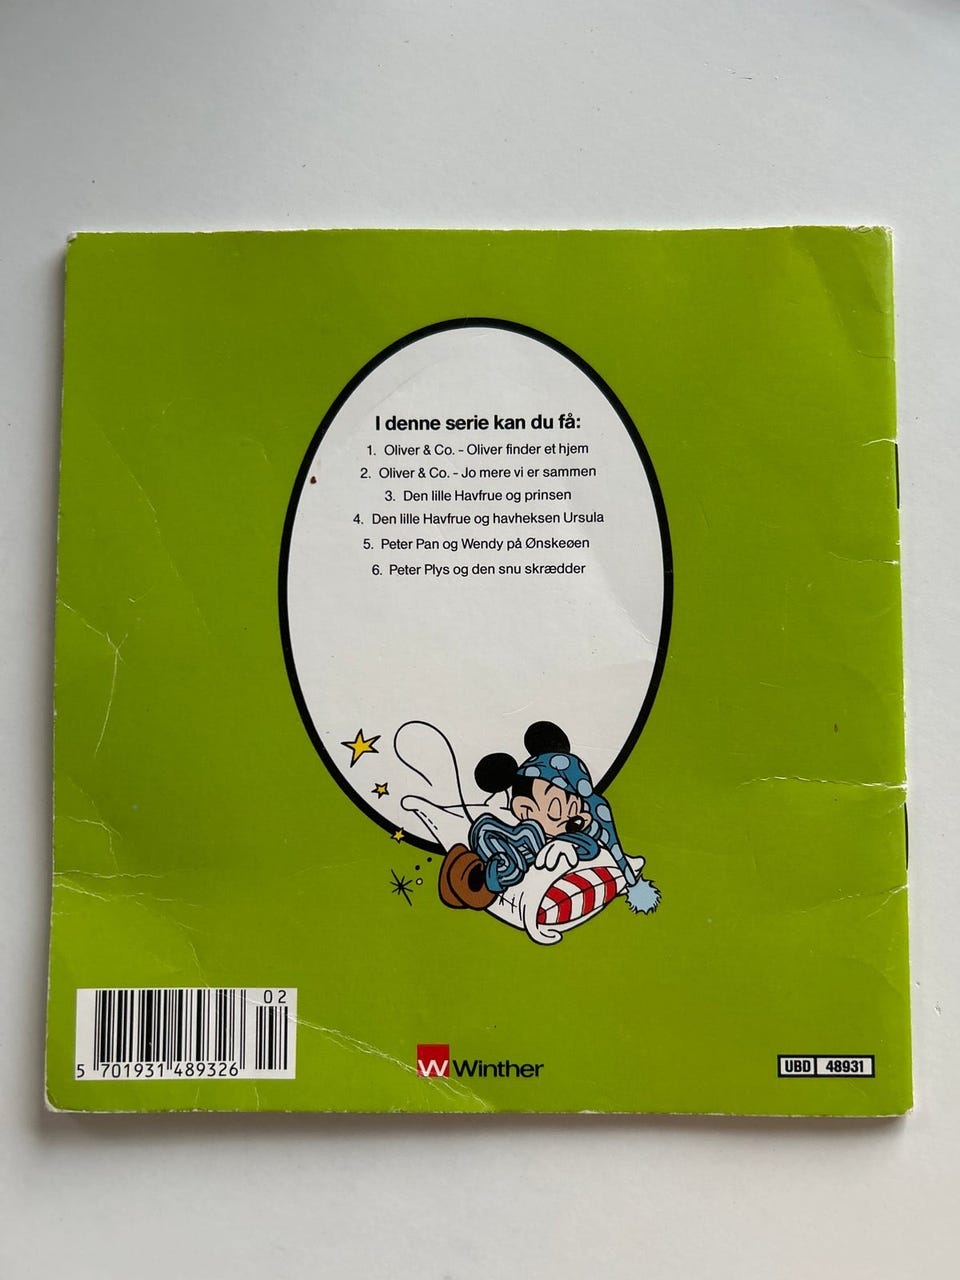 I denne serie kan du få:
1. Oliver & Co. - Oliver finder et hjem
2. Oliver & Co. - Jo mere vi er sammen
3. Den lille Havfrue og prinsen
4. Den lille Havfrue og havheksen Ursula
5. Peter Pan og Wendy på Ønskeøen
6. Peter Plys og den snu skrædder
02
5 701931 489326
W Winther
UBD 48931